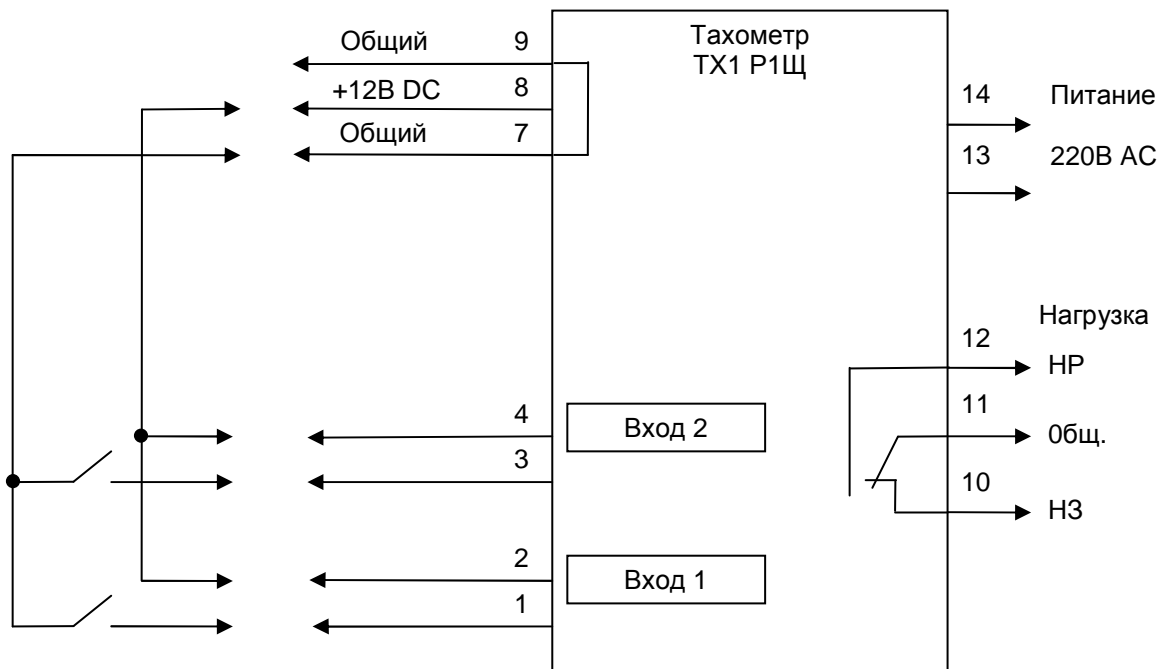 Тахометр
ТХ1 Р1Щ
Общий 9
+12В DC 8
Общий 7
14 Питание
13 220В АС
Нагрузка
12
НР
11
0бщ.
10
НЗ
4
Вход 2
3
2
Вход 1
1